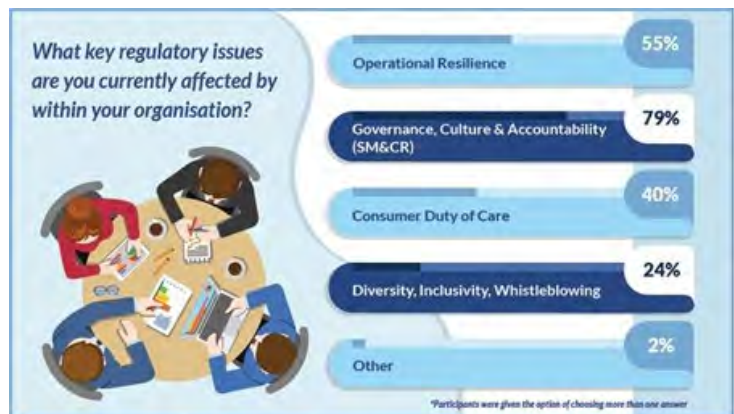 What key regulatory issues
are you currently affected by
within your organisation?
55%
Operational Resilience
79%
Governance, Culture & Accountability
(SM&CR)
40%
Consumer Duty of Care
24%
Diversity, Inclusivity, Whistleblowing
2%
Other
*Participants were given the option of choosing more than one answer